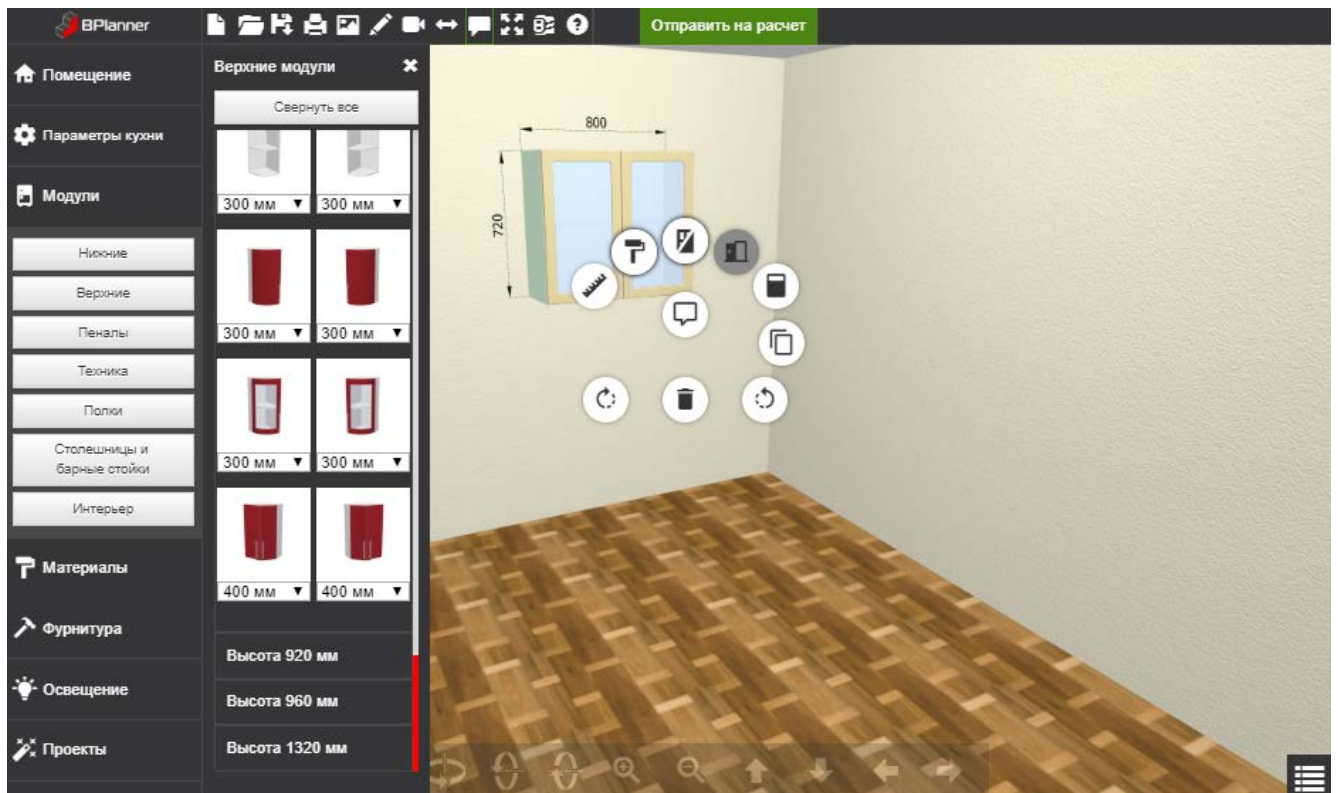 BPlanner
Отправить на расчет
Помещение
Параметры кухни
Модули
Нижние
Верхние
Пеналы
Техника
Полки
Столешницы и
барные стойки
Интерьер
Материалы
Фурнитура
Освещение
Проекты
Верхние модули
Свернуть все
300 мм 300 мм
300 мм 300 мм
300 мм 300 мм
400 мм 400 мм
Высота 920 мм
Высота 960 мм
Высота 1320 мм
800
720